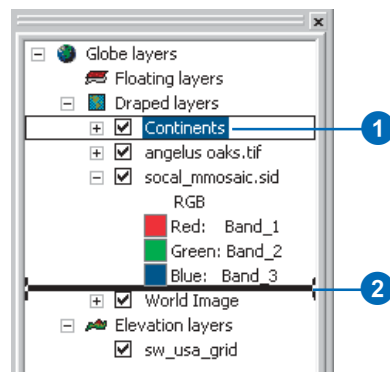 Globe layers
Floating layers
Draped layers
Continents 1
angelus oaks.tif
socal_mmosaic.sid
RGB
Red: Band_1
Green: Band_2
Blue: Band_3
2
World Image
Elevation layers
sw_usa_grid